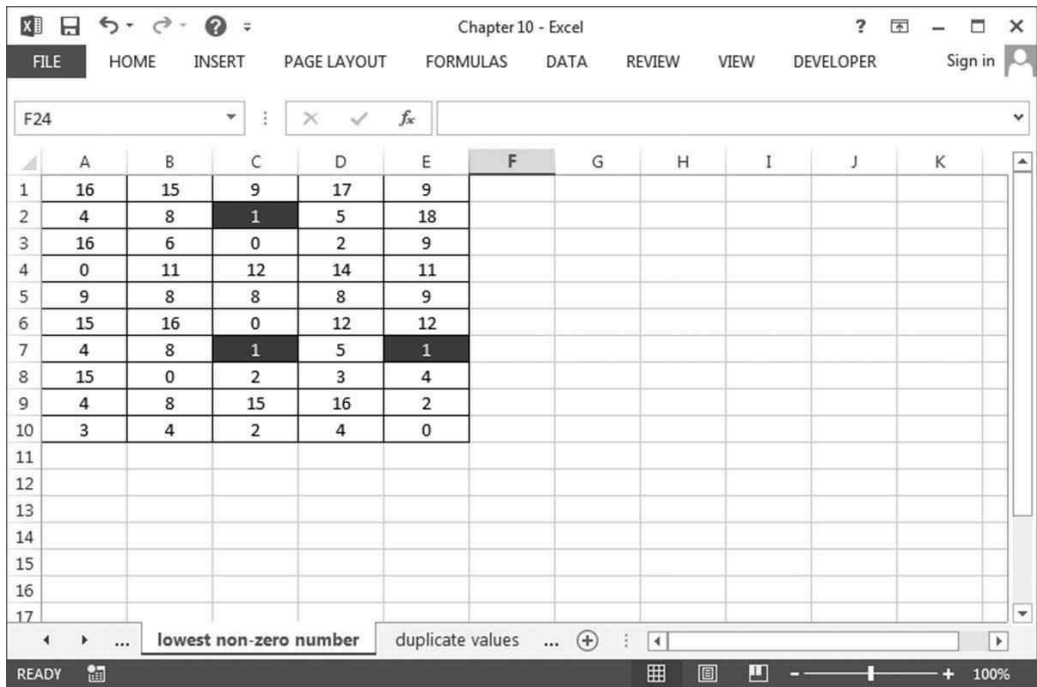 Chapter 10 - Excel ?
FILE HOME INSERT PAGE LAYOUT FORMULAS DATA REVIEW VIEW DEVELOPER Sign in
F24 fx
A B C D E F G H I J K
1 16 15 9 17 9
2 4 8 1 5 18
3 16 6 0 2 9
4 0 11 12 14 11
5 9 8 8 8 9
6 15 16 0 12 12
7 4 8 1 5 1
8 15 0 2 3 4
9 4 8 15 16 2
10 3 4 2 4 0
11
12
13
14
15
16
17
... lowest non-zero number duplicate values ...
READY 100%